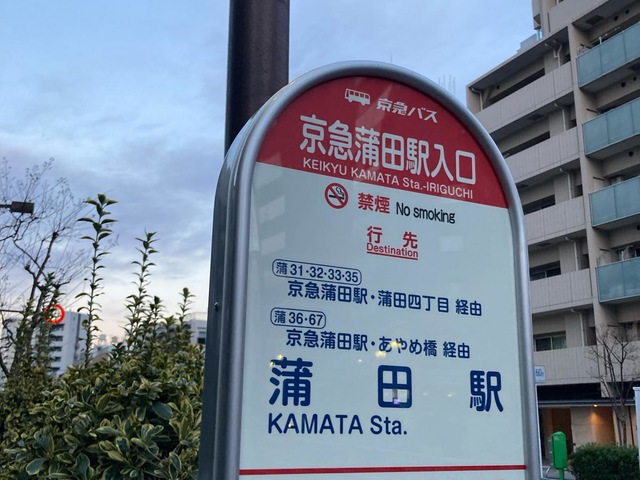 京急バス
京急蒲田駅入口
KEIKYU KAMATA Sta.-IRIGUCHI
禁煙 No smoking
行先
Destination
蒲31・32・33・35
京急蒲田駅・蒲田四丁目 経由
蒲36・67
京急蒲田駅・あやめ橋 経由
蒲田駅
KAMATA Sta.